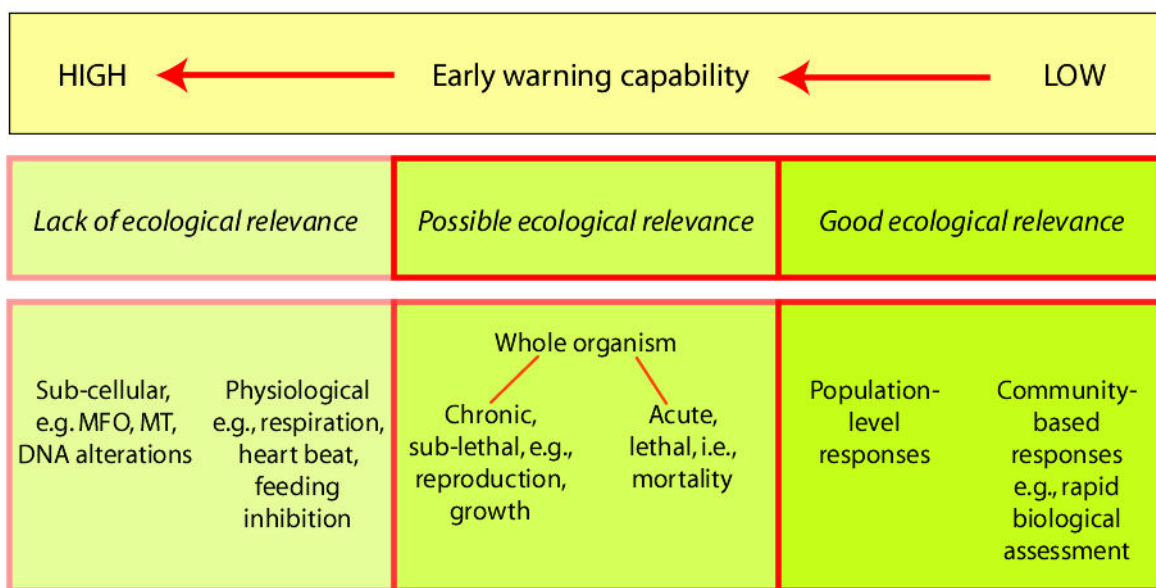 HIGH Early warning capability LOW
Lack of ecological relevance
Possible ecological relevance
Good ecological relevance
Sub-cellular,
e.g. MFO, MT,
DNA alterations
Physiological
e.g., respiration,
heart beat,
feeding
inhibition
Whole organism
Chronic,
sub-lethal, e.g.,
reproduction,
growth
Acute,
lethal, i.e.,
mortality
Population-
level
responses
Community-
based
responses
e.g., rapid
biological
assessment